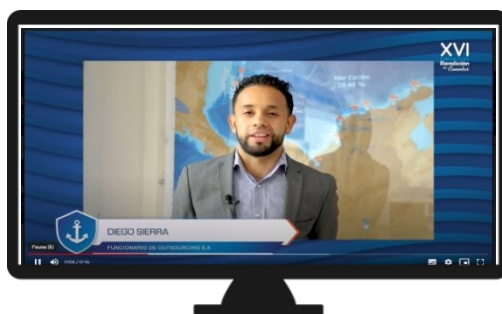 XVI
Rendición
de Cuentas
Mar Caribe
DIEGO SIERRA
FUNCIONARIO DE OUTSOURCING S.A
Pausa (k)